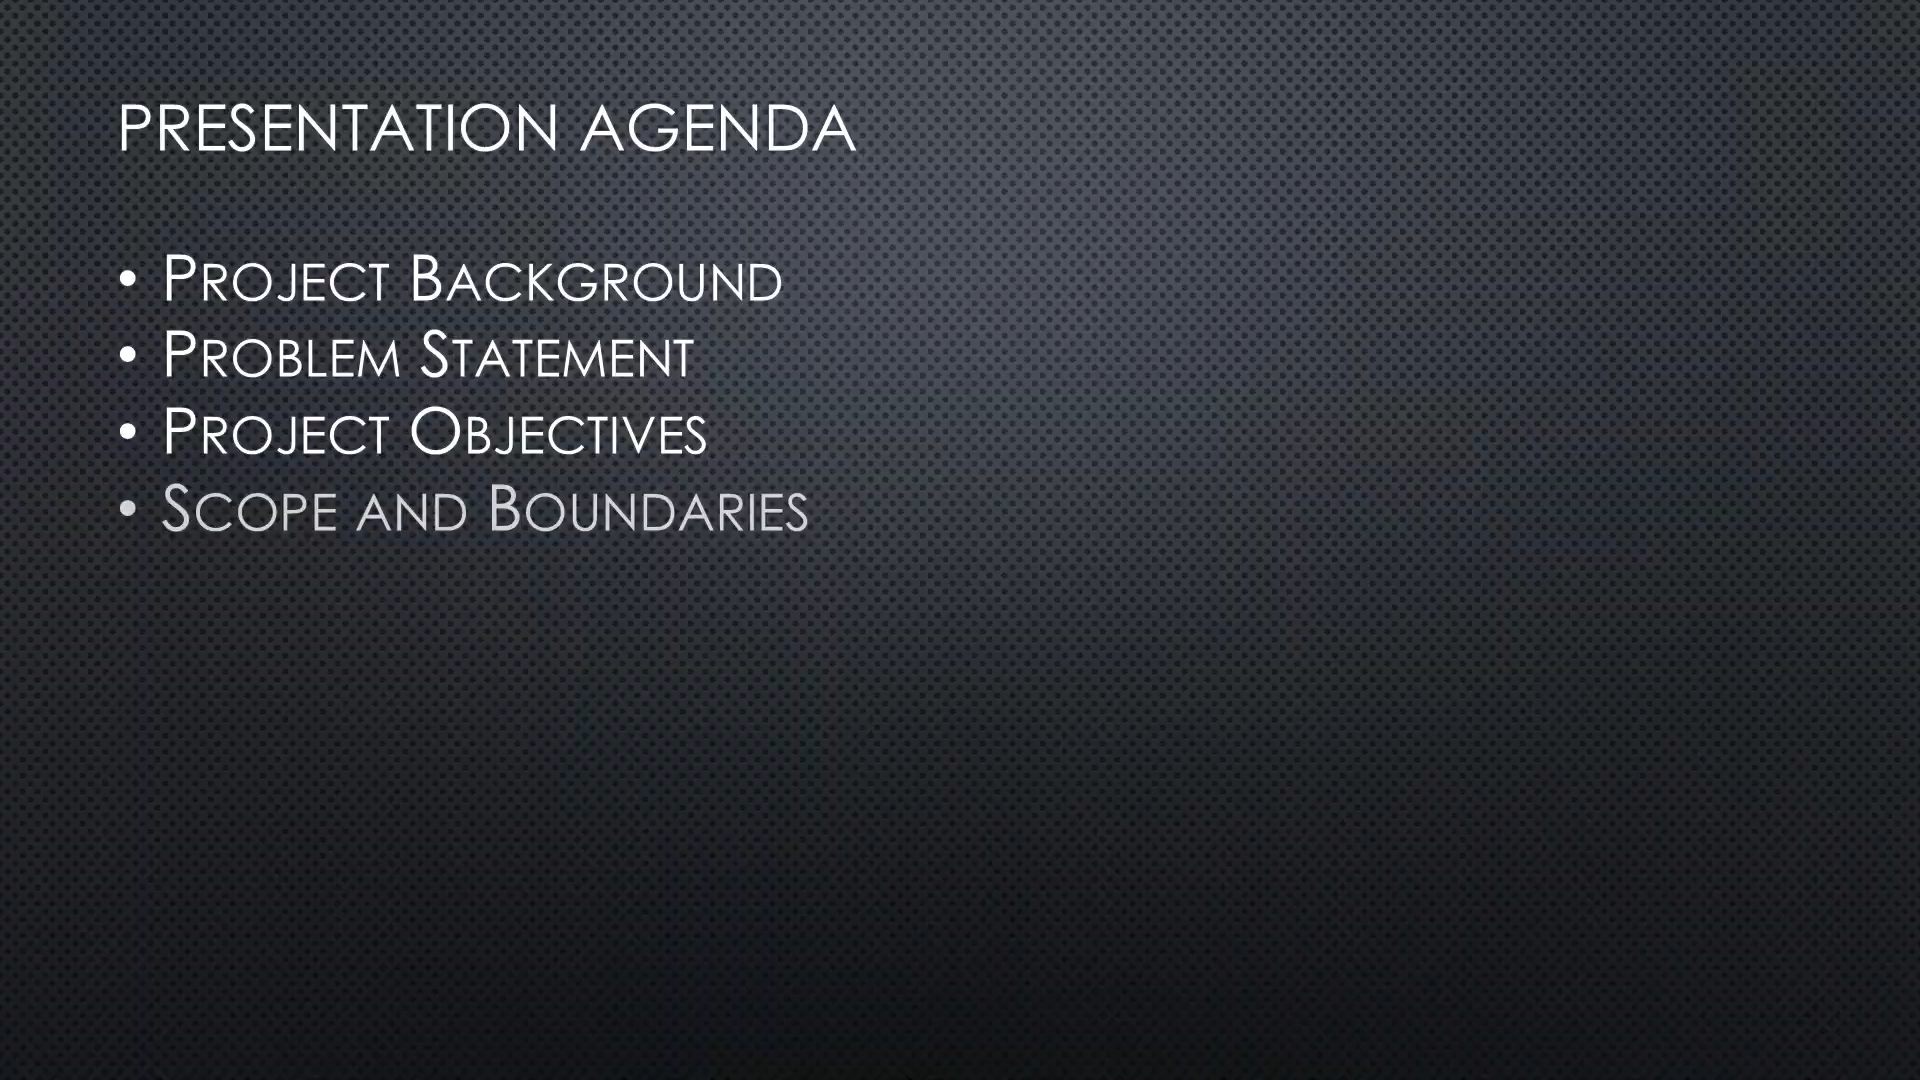 PRESENTATION AGENDA
• PROJECT BACKGROUND
• PROBLEM STATEMENT
• PROJECT OBJECTIVES
• SCOPE AND BOUNDARIES